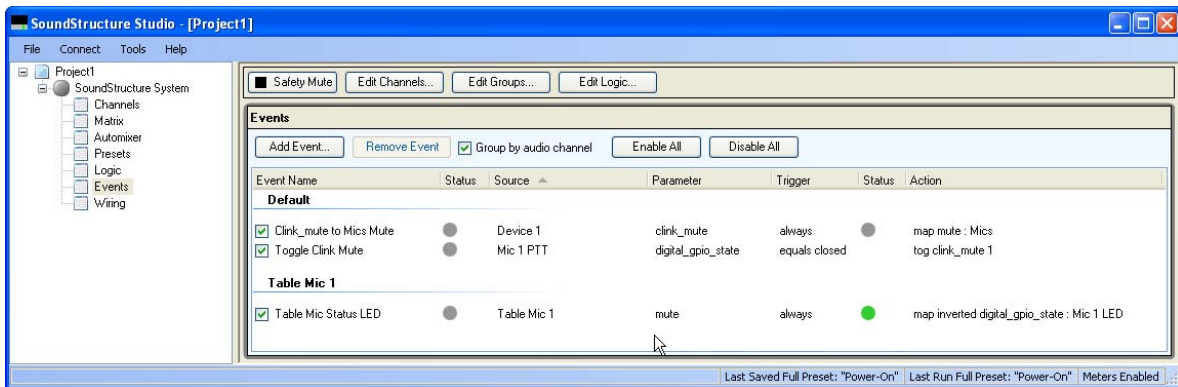 SoundStructure Studio - [Project1]
File Connect Tools Help
Project1
SoundStructure System
Channels
Matrix
Automixer
Presets
Logic
Events
Wiring
Safety Mute Edit Channels... Edit Groups... Edit Logic...
Events
Add Event... Remove Event Group by audio channel Enable All Disable All
Event Name Status Source Parameter Trigger Status Action
Default
Clink_mute to Mics Mute Device 1 clink_mute always map mute : Mics
Toggle Clink Mute Mic 1 PTT digital_gpio_state equals closed tog clink_mute 1
Table Mic 1
Table Mic Status LED Table Mic 1 mute always map inverted digital_gpio_state : Mic 1 LED
Last Saved Full Preset: "Power-On" Last Run Full Preset: "Power-On" Meters Enabled